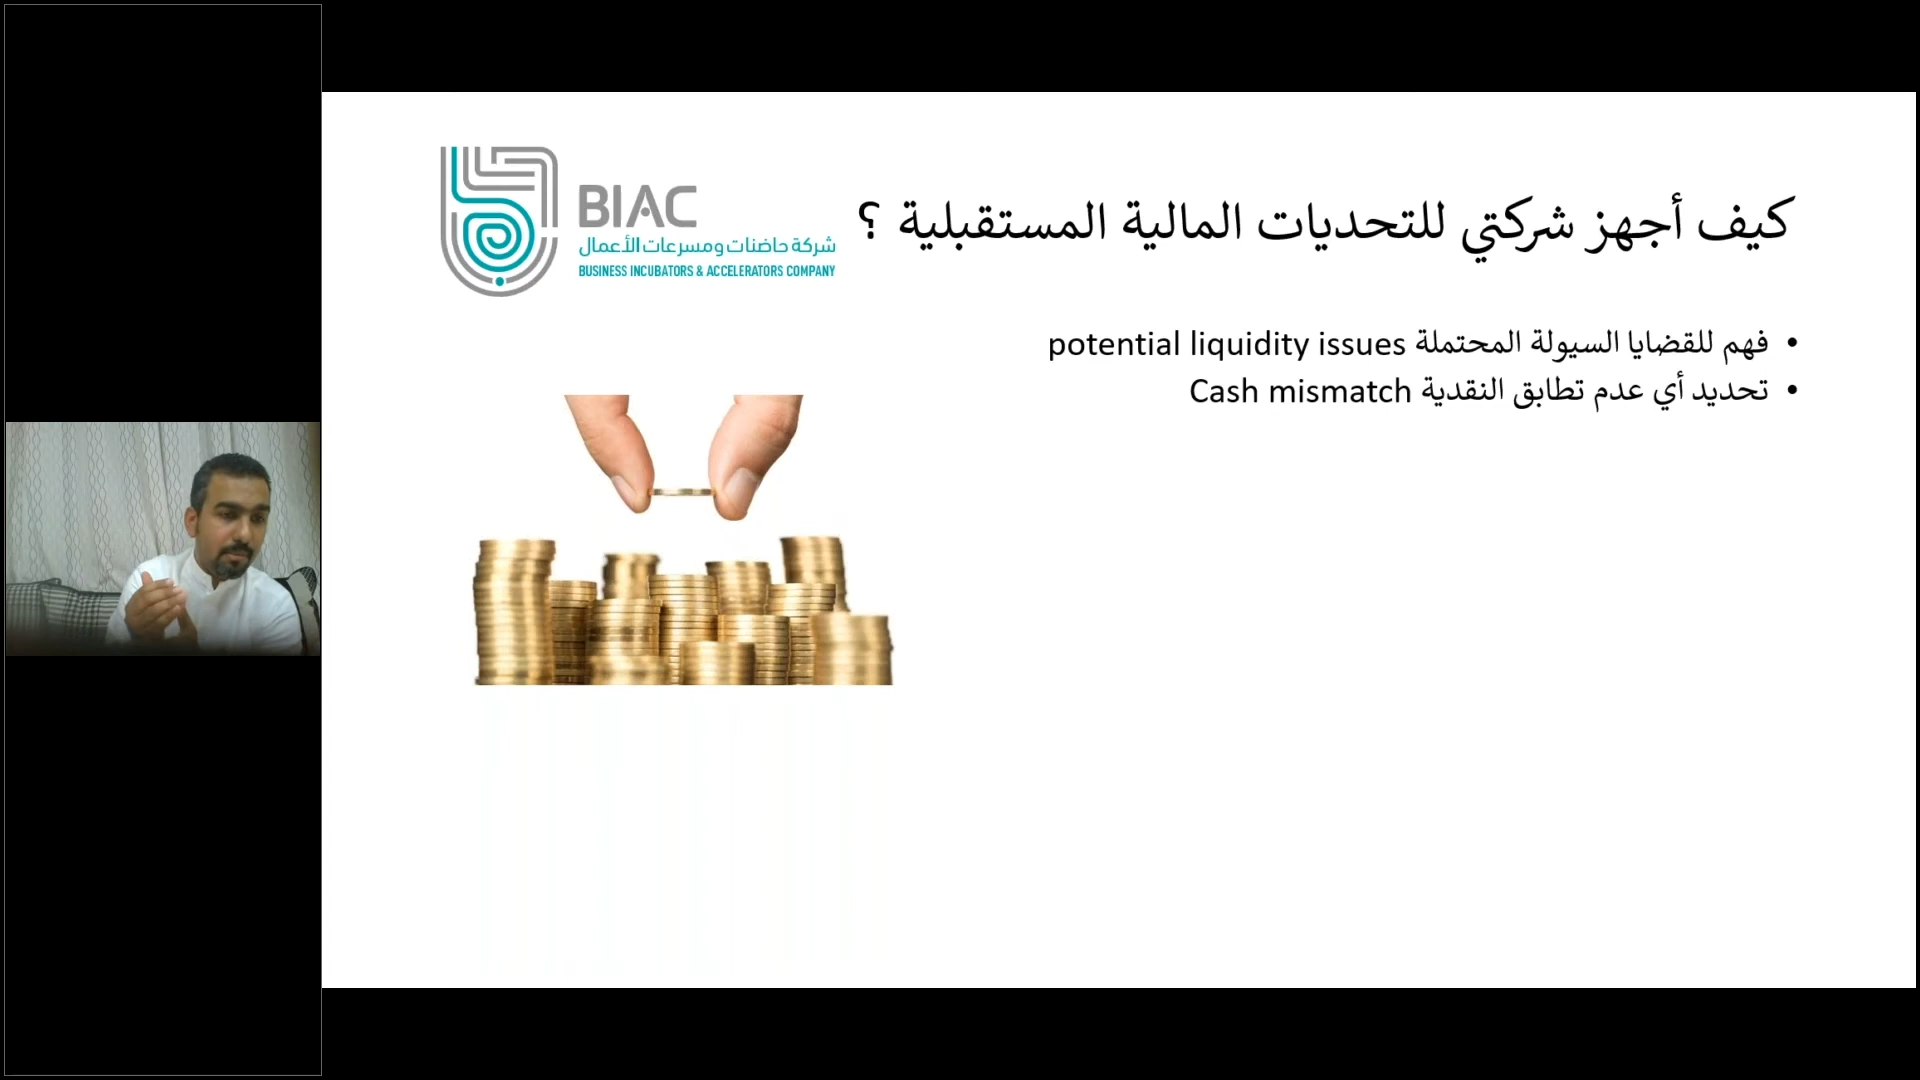 BIAC
شركة حاضنات ومسرعات الأعمال
BUSINESS INCUBATORS & ACCELERATORS COMPANY
كيف أجهز شركتي للتحديات المالية المستقبلية ؟
• فهم للقضايا السيولة المحتملة potential liquidity issues
• تحديد أي عدم تطابق النقدية Cash mismatch